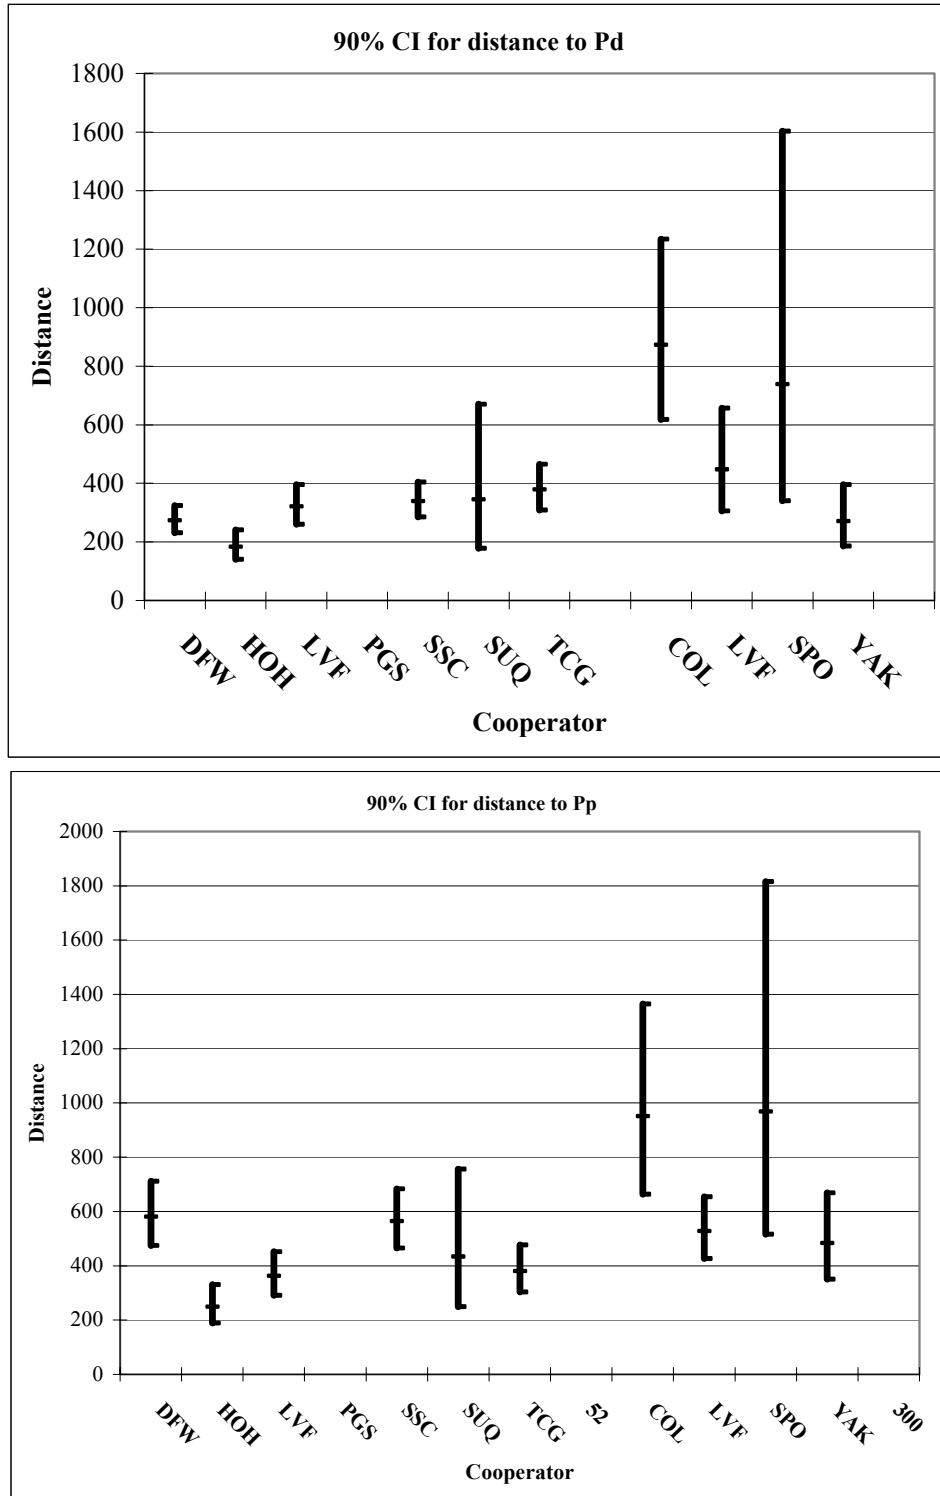 90% CI for distance to Pd
1800
1600
1400
1200
1000
800
600
400
200
0
Distance
DFW HOH LVF PGS SSC SUQ TCG COL LVF SPO YAK
Cooperator
90% CI for distance to Pp
2000
1800
1600
1400
1200
1000
800
600
400
200
0
Distance
DFW HOH LVF PGS SSC SUQ TCG 52 COL LVF SPO YAK 300
Cooperator